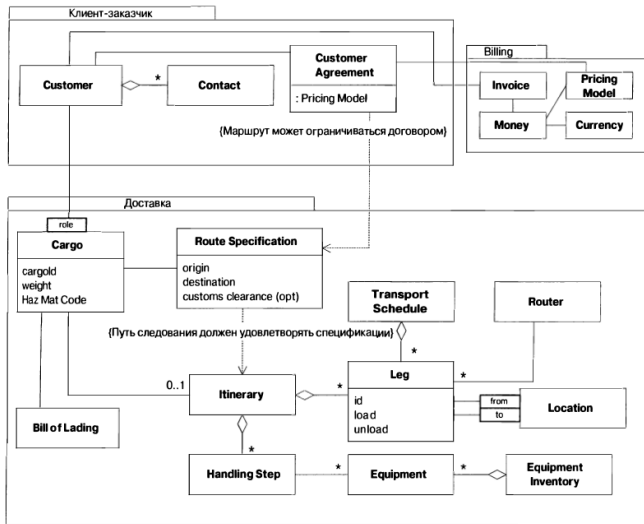 Клиент-заказчик
Customer
*
Contact
Customer
Agreement
: Pricing Model
Billing
Invoice
Pricing
Model
Money
Currency
{Маршрут может ограничиваться договором}
Доставка
role
Cargo
cargoId
weight
Haz Mat Code
Route Specification
origin
destination
customs clearance (opt)
Transport
Schedule
Router
{Путь следования должен удовлетворять спецификации}
*
0..1
Itinerary
*
Leg
id
load
unload
*
from
to
Location
Bill of Lading
*
Handling Step
*
Equipment
*
Equipment
Inventory